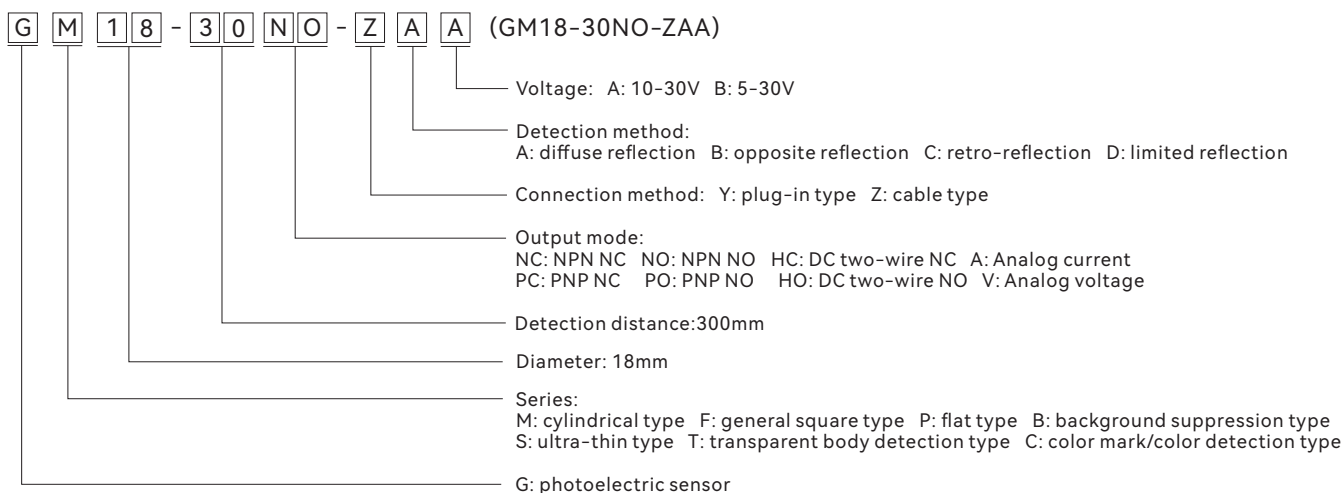 G M 18 - 30 NO - Z A A (GM18-30NO-ZAA)
Voltage: A: 10-30V B: 5-30V
Detection method:
A: diffuse reflection B: opposite reflection C: retro-reflection D: limited reflection
Connection method: Y: plug-in type Z: cable type
Output mode:
NC: NPN NC NO: NPN NO HC: DC two-wire NC A: Analog current
PC: PNP NC PO: PNP NO HO: DC two-wire NO V: Analog voltage
Detection distance:300mm
Diameter: 18mm
Series:
M: cylindrical type F: general square type P: flat type B: background suppression type
S: ultra-thin type T: transparent body detection type C: color mark/color detection type
G: photoelectric sensor